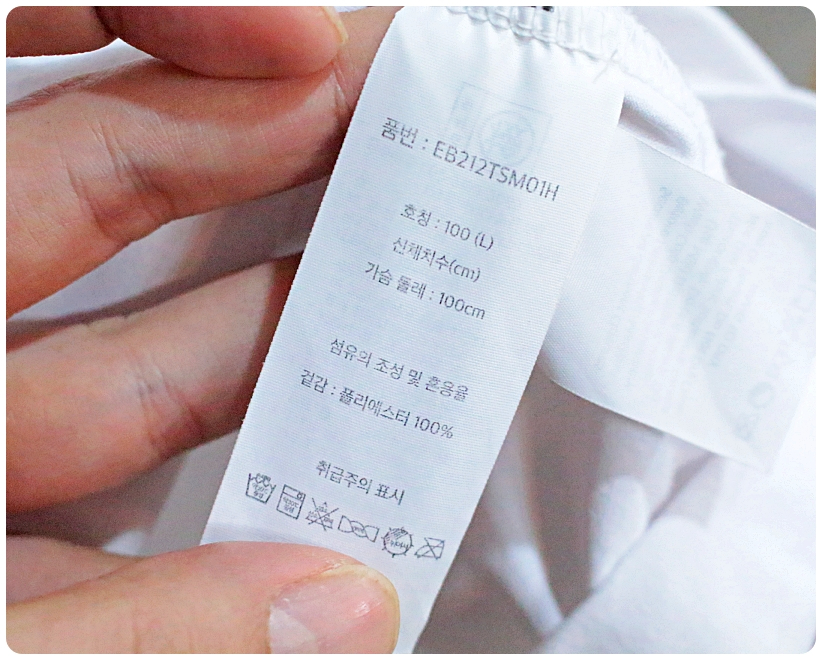 품번 : EB212TSM01H
호칭 : 100 (L)
신체치수(cm)
가슴 둘레 : 100cm
섬유의 조성 및 혼용율
겉감 : 폴리에스터 100%
취급주의 표시